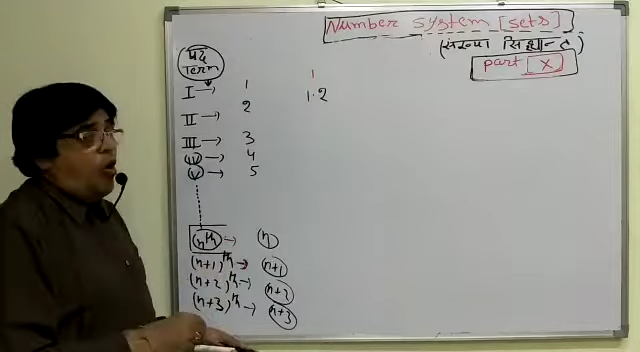 Number system [sets]
(संख्या सिद्धान्त)
part [X]
पद
Term
I → 1 1
II → 2 1·2
III → 3
IV → 4
V → 5
nth → n
(n+1)th → n+1
(n+2)th → n+2
(n+3)th → n+3